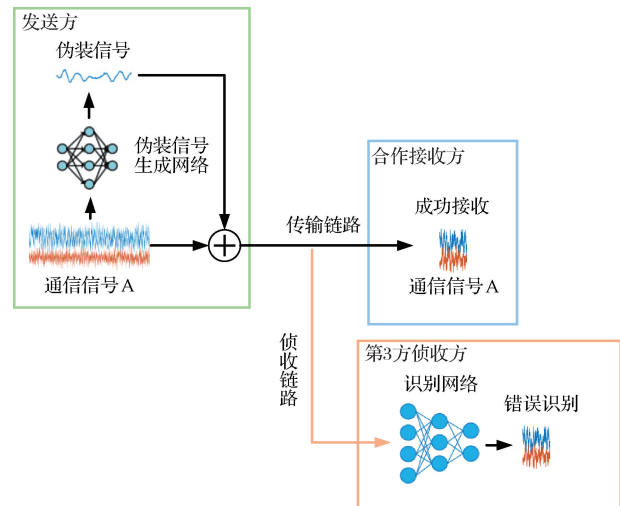 发送方
伪装信号
伪装信号
生成网络
通信信号A
传输链路
合作接收方
成功接收
通信信号A
侦收链路
第3方侦收方
识别网络
错误识别